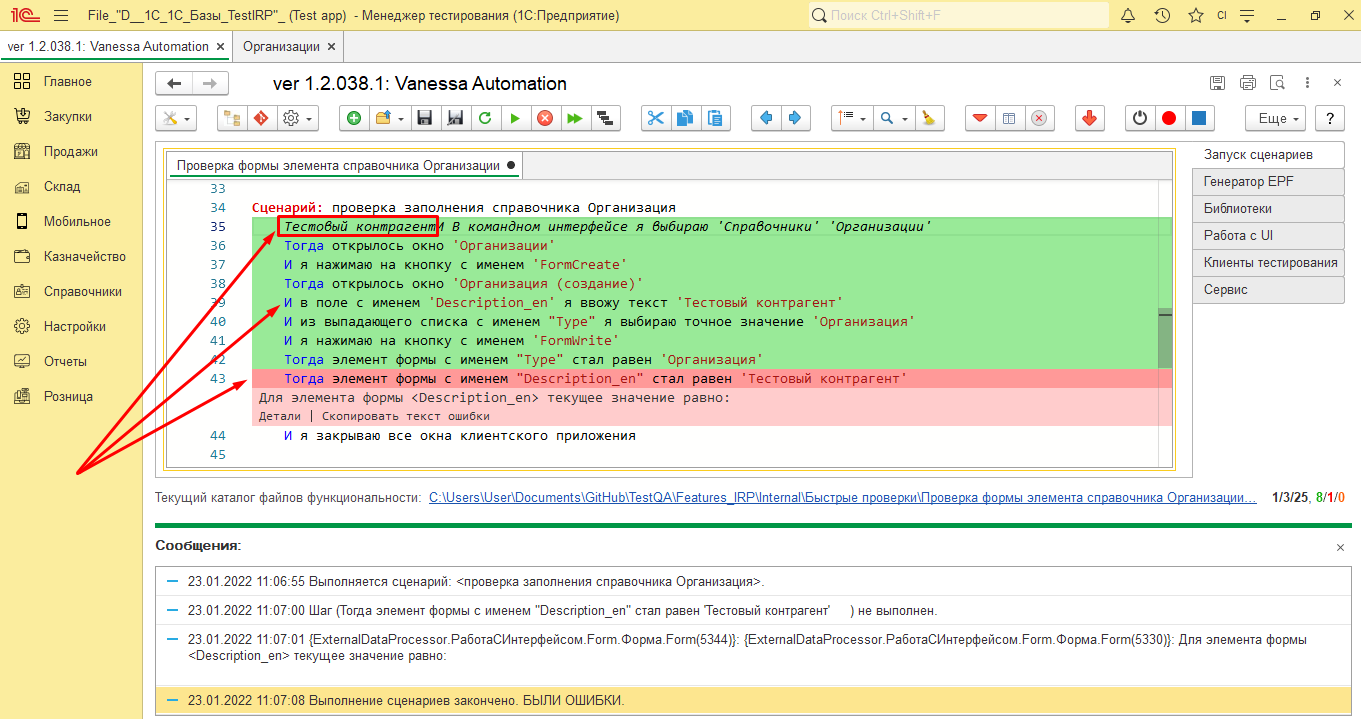 1С File_"D__1С_1С_Базы_TestIRP"_ (Test app) - Менеджер тестирования (1С:Предприятие) Поиск Ctrl+Shift+F CI
ver 1.2.038.1: Vanessa Automation × Организации ×
Главное
Закупки
Продажи
Склад
Мобильное
Казначейство
Справочники
Настройки
Отчеты
Розница
ver 1.2.038.1: Vanessa Automation
Еще ?
Проверка формы элемента справочника Организации ●
33
34 Сценарий: проверка заполнения справочника Организация
35 Тестовый контрагентИ В командном интерфейсе я выбираю 'Справочники' 'Организации'
36 Тогда открылось окно 'Организации'
37 И я нажимаю на кнопку с именем 'FormCreate'
38 Тогда открылось окно 'Организация (создание)'
39 И в поле с именем 'Description_en' я ввожу текст 'Тестовый контрагент'
40 И из выпадающего списка с именем "Type" я выбираю точное значение 'Организация'
41 И я нажимаю на кнопку с именем 'FormWrite'
42 Тогда элемент формы с именем "Type" стал равен 'Организация'
43 Тогда элемент формы с именем "Description_en" стал равен 'Тестовый контрагент'
Для элемента формы <Description_en> текущее значение равно:
Детали | Скопировать текст ошибки
44 И я закрываю все окна клиентского приложения
45
Запуск сценариев
Генератор EPF
Библиотеки
Работа с UI
Клиенты тестирования
Сервис
Текущий каталог файлов функциональности: C:\Users\User\Documents\GitHub\TestQA\Features_IRP\Internal\Быстрые проверки\Проверка формы элемента справочника Организации... 1/3/25, 8/1/0
Сообщения:
23.01.2022 11:06:55 Выполняется сценарий: <проверка заполнения справочника Организация>.
23.01.2022 11:07:00 Шаг (Тогда элемент формы с именем "Description_en" стал равен 'Тестовый контрагент' ) не выполнен.
23.01.2022 11:07:01 {ExternalDataProcessor.РаботаСИнтерфейсом.Form.Форма.Form(5344)}: {ExternalDataProcessor.РаботаСИнтерфейсом.Form.Форма.Form(5330)}: Для элемента формы
<Description_en> текущее значение равно:
23.01.2022 11:07:08 Выполнение сценариев закончено. БЫЛИ ОШИБКИ.